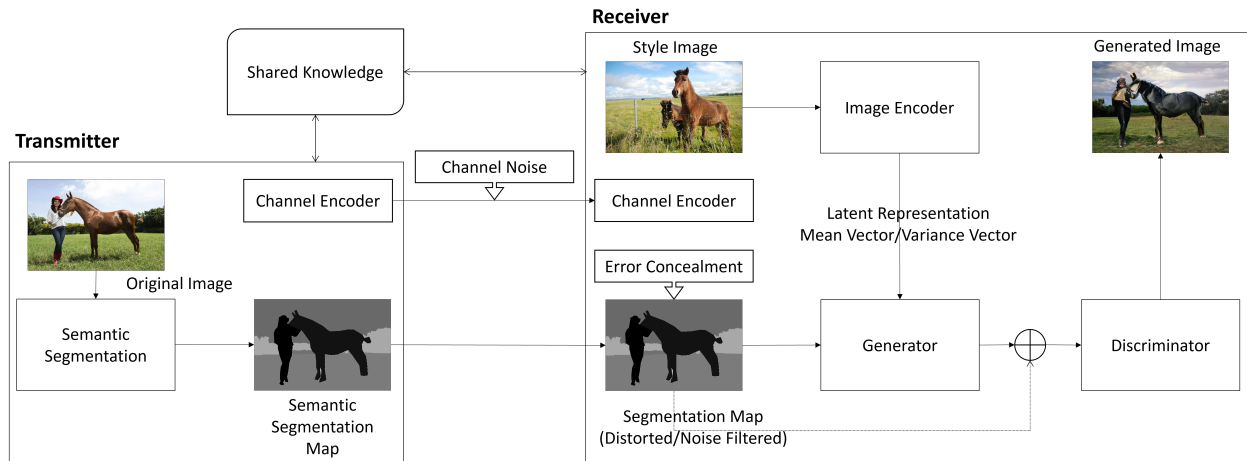 Receiver
Style Image
Generated Image
Shared Knowledge
Image Encoder
Transmitter
Channel Noise
Channel Encoder
Channel Encoder
Latent Representation
Mean Vector/Variance Vector
Error Concealment
Original Image
Semantic
Segmentation
Generator
Discriminator
Semantic
Segmentation
Map
Segmentation Map
(Distorted/Noise Filtered)